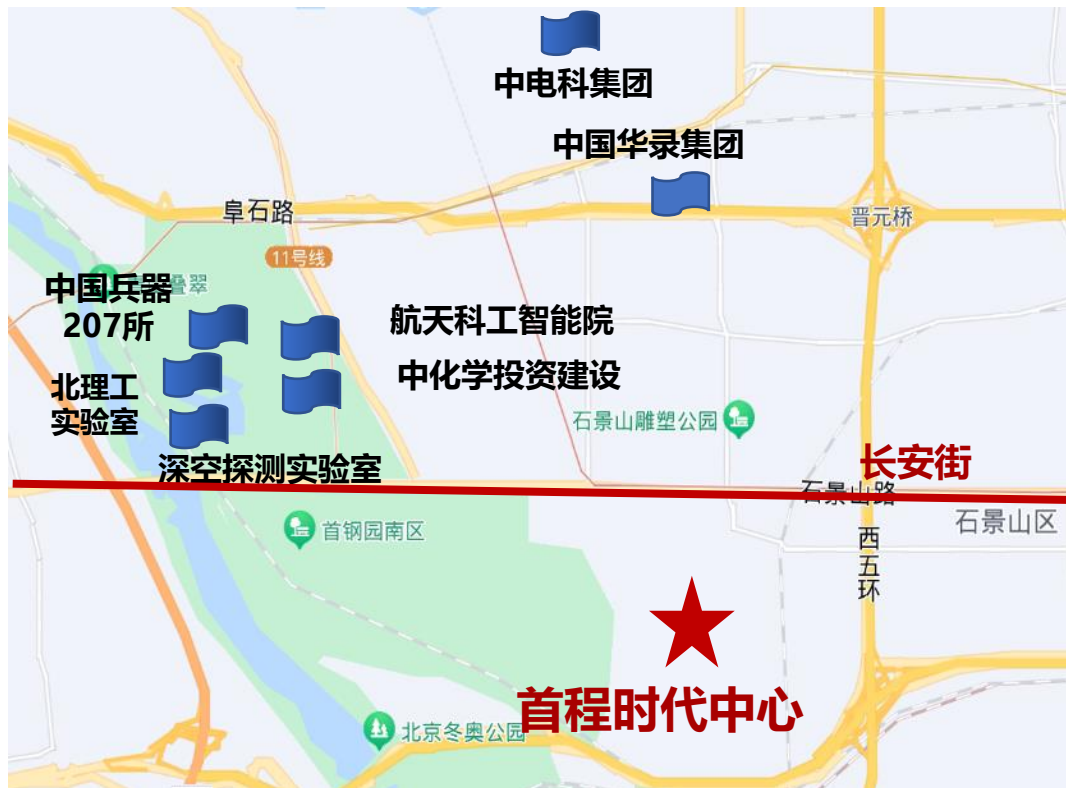 中电科集团
中国华录集团
阜石路
晋元桥
11号线
叠翠
中国兵器
207所
航天科工智能院
中化学投资建设
北理工
实验室
石景山雕塑公园
深空探测实验室
长安街
石景山路
石景山区
首钢园南区
西五环
首程时代中心
北京冬奥公园